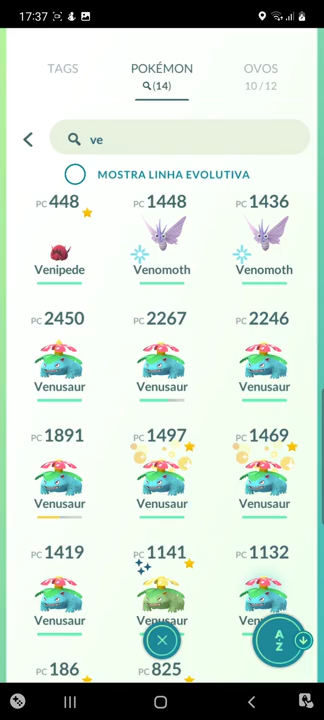 17:37
TAGS POKÉMON OVOS
(14) 10 / 12
ve
MOSTRA LINHA EVOLUTIVA
PC 448 PC 1448 PC 1436
Venipede Venomoth Venomoth
PC 2450 PC 2267 PC 2246
Venusaur Venusaur Venusaur
PC 1891 PC 1497 PC 1469
Venusaur Venusaur Venusaur
PC 1419 PC 1141 PC 1132
Venusaur Venusaur
A
Z
PC 186 PC 825